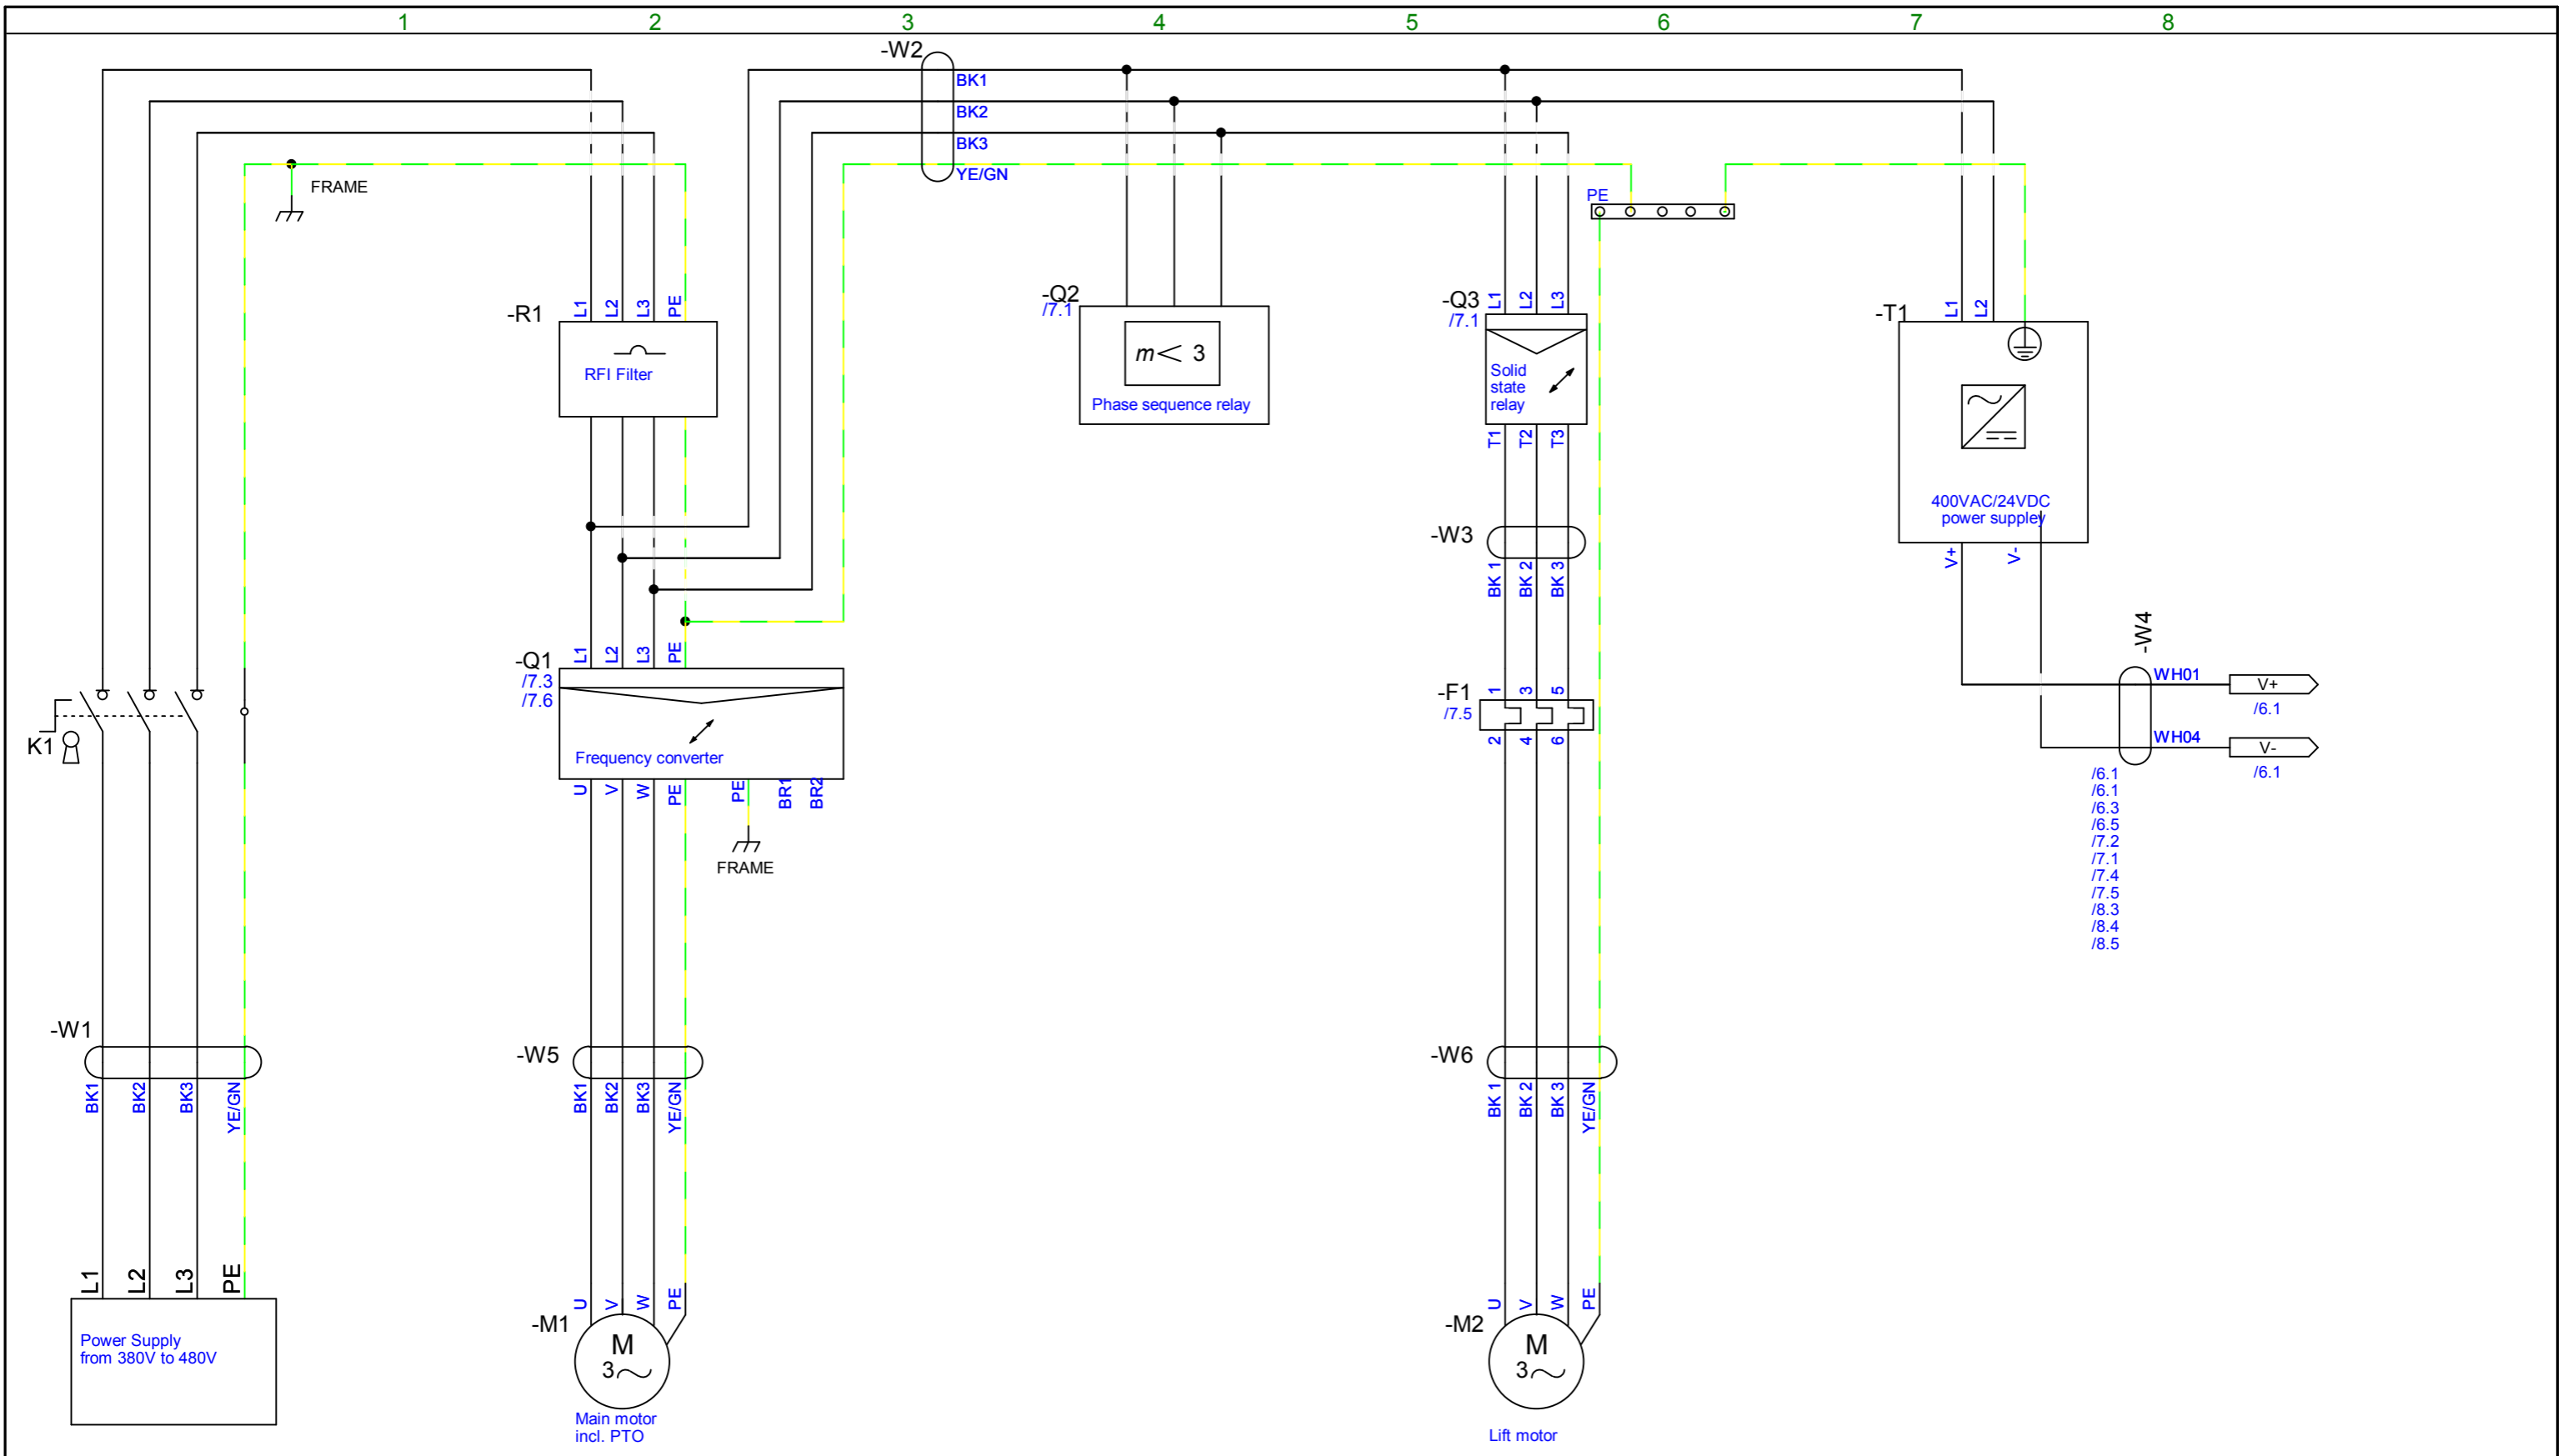 1 2 3 4 5 6 7 8
-W2
BK1
BK2
BK3
YE/GN
FRAME
PE
-R1
L1
L2
L3
PE
RFI Filter
-Q2
/7.1
m< 3
Phase sequence relay
-Q3
/7.1
L1
L2
L3
Solid
state
relay
T1
T2
T3
-T1
L1
L2
400VAC/24VDC
power suppley
V+
V-
-W3
BK 1
BK 2
BK 3
-W4
WH01
V+
/6.1
WH04
V-
/6.1
/6.1
/6.1
/6.3
/6.5
/7.2
/7.1
/7.4
/7.5
/8.3
/8.4
/8.5
-Q1
/7.3
/7.6
L1
L2
L3
PE
Frequency converter
U
V
W
PE
PE
BR1
BR2
FRAME
-F1
/7.5
1
3
5
2
4
6
K1
-W1
BK1
BK2
BK3
YE/GN
-W5
BK1
BK2
BK3
YE/GN
-W6
BK 1
BK 2
BK 3
YE/GN
L1
L2
L3
PE
Power Supply
from 380V to 480V
-M1
U
V
W
PE
M
3
Main motor
incl. PTO
-M2
U
V
W
PE
M
3
Lift motor